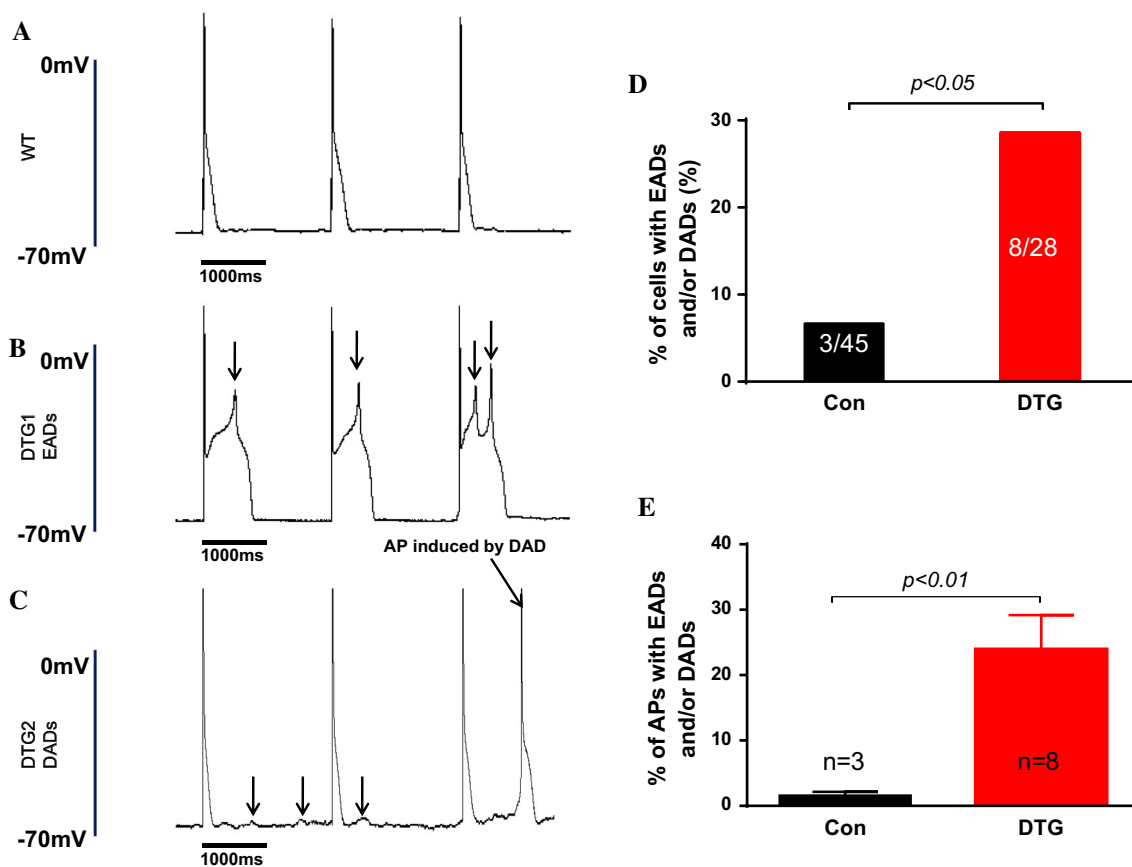 A
0mV
WT
-70mV
1000ms
B
0mV
DTG1
EADs
-70mV
1000ms
AP induced by DAD
C
0mV
DTG2
DADs
-70mV
1000ms
D
p<0.05
% of cells with EADs
and/or DADs (%)
30
20
10
0
3/45
8/28
Con
DTG
E
p<0.01
% of APs with EADs
and/or DADs
40
30
20
10
0
n=3
n=8
Con
DTG